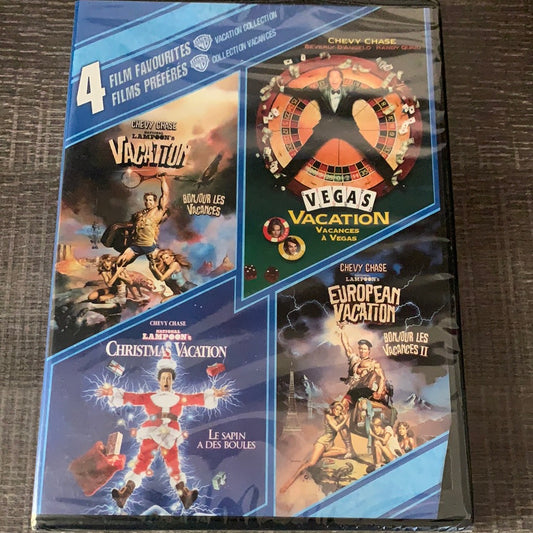 4 FILM FAVOURITES
FILMS PRÉFÉRÉS
VACATION COLLECTION
COLLECTION VACANCES
CHEVY CHASE
NATIONAL
LAMPOON'S
VACATION
BONJOUR LES
VACANCES
CHEVY CHASE
BEVERLY D'ANGELO RANDY QUAID
VEGAS
VACATION
VACANCES
À VEGAS
CHEVY CHASE
NATIONAL
LAMPOON'S
CHRISTMAS VACATION
LE SAPIN
A DES BOULES
CHEVY CHASE
LAMPOON'S
EUROPEAN
VACATION
BONJOUR LES
VACANCES II